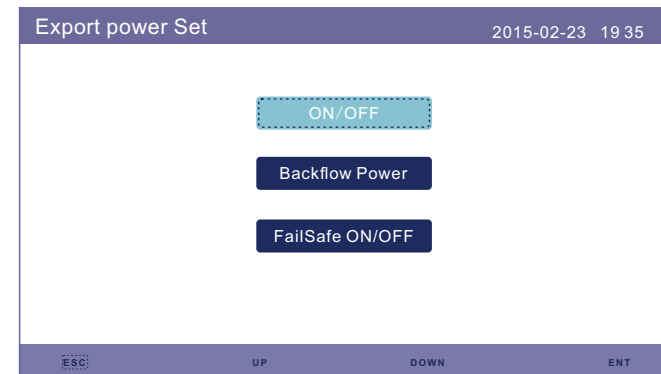 Export power Set 2015-02-23 19 35
ON/OFF
Backflow Power
FailSafe ON/OFF
ESC UP DOWN ENT